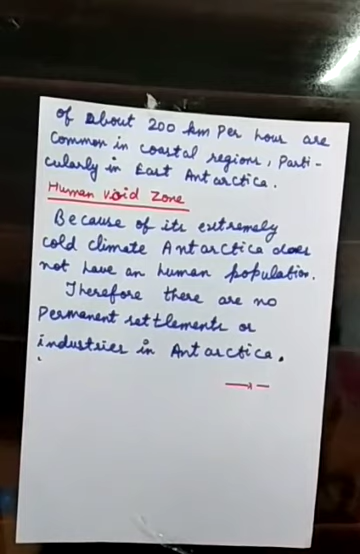 of about 200 km Per hour are
common in coastal regions, Parti-
cularly in East Antarctica.
Human void Zone
Because of its extremely
cold climate Antarctica does
not have an human population.
Therefore there are no
Permanent settlements or
industries in Antarctica.